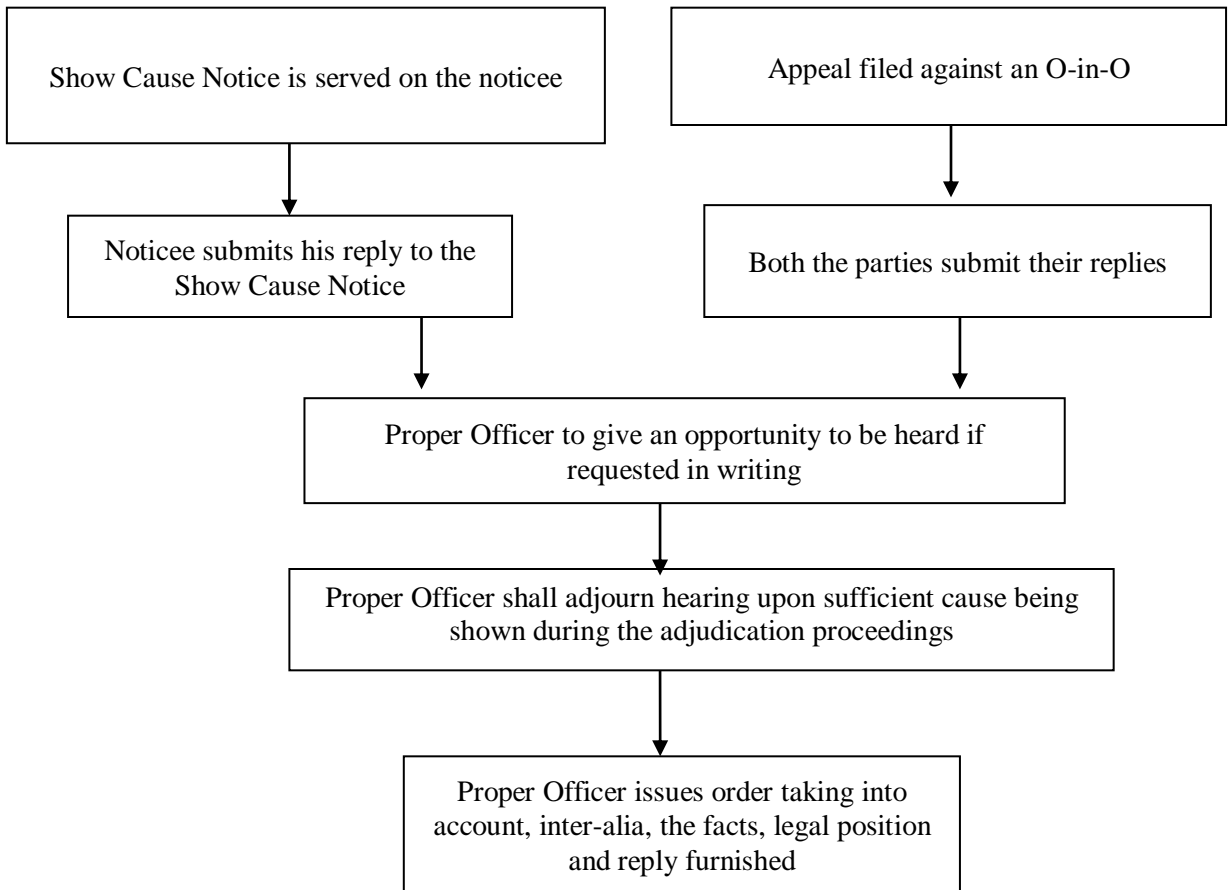 Show Cause Notice is served on the noticee
Appeal filed against an O-in-O
Noticee submits his reply to the
Show Cause Notice
Both the parties submit their replies
Proper Officer to give an opportunity to be heard if
requested in writing
Proper Officer shall adjourn hearing upon sufficient cause being
shown during the adjudication proceedings
Proper Officer issues order taking into
account, inter-alia, the facts, legal position
and reply furnished